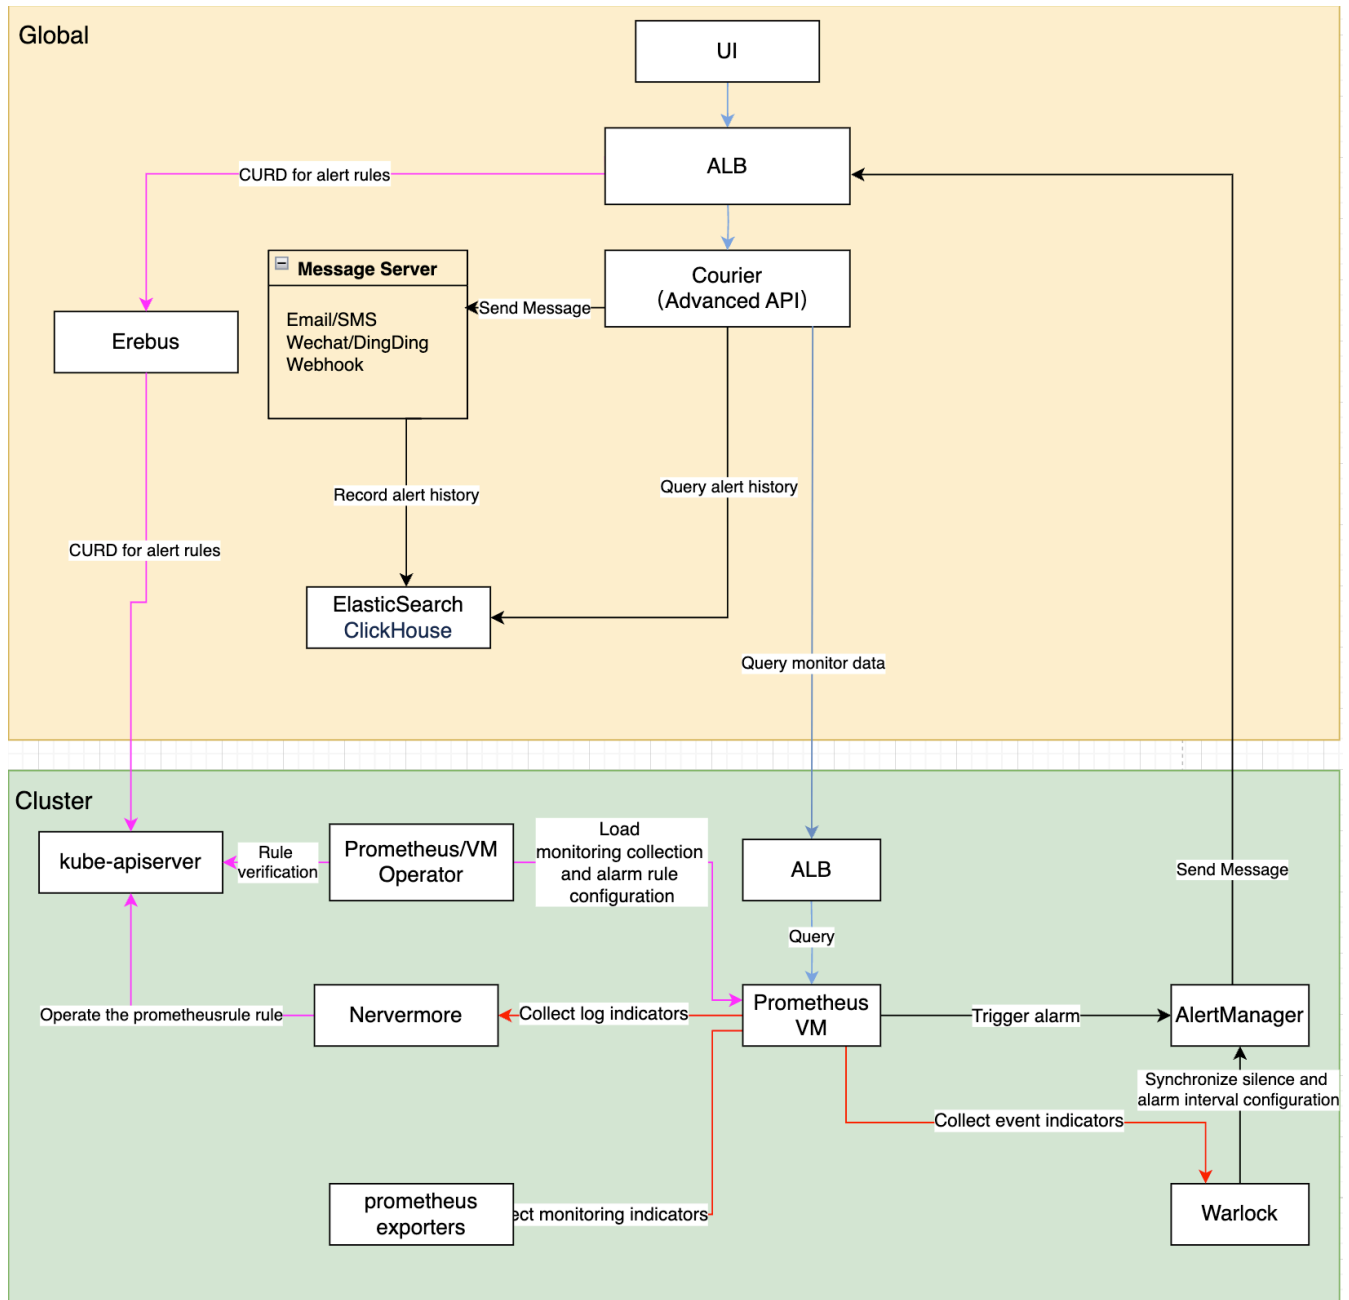 Global
UI
ALB
CURD for alert rules
Message Server
Email/SMS
Wechat/DingDing
Webhook
Send Message
Courier
(Advanced API)
Erebus
Record alert history
Query alert history
CURD for alert rules
ElasticSearch
ClickHouse
Query monitor data
Cluster
kube-apiserver
Rule
verification
Prometheus/VM
Operator
Load
monitoring collection
and alarm rule
configuration
ALB
Send Message
Query
Operate the prometheusrule rule
Nervermore
Collect log indicators
Prometheus
VM
Trigger alarm
AlertManager
Synchronize silence and
alarm interval configuration
Collect event indicators
prometheus
exporters
ect monitoring indicators
Warlock